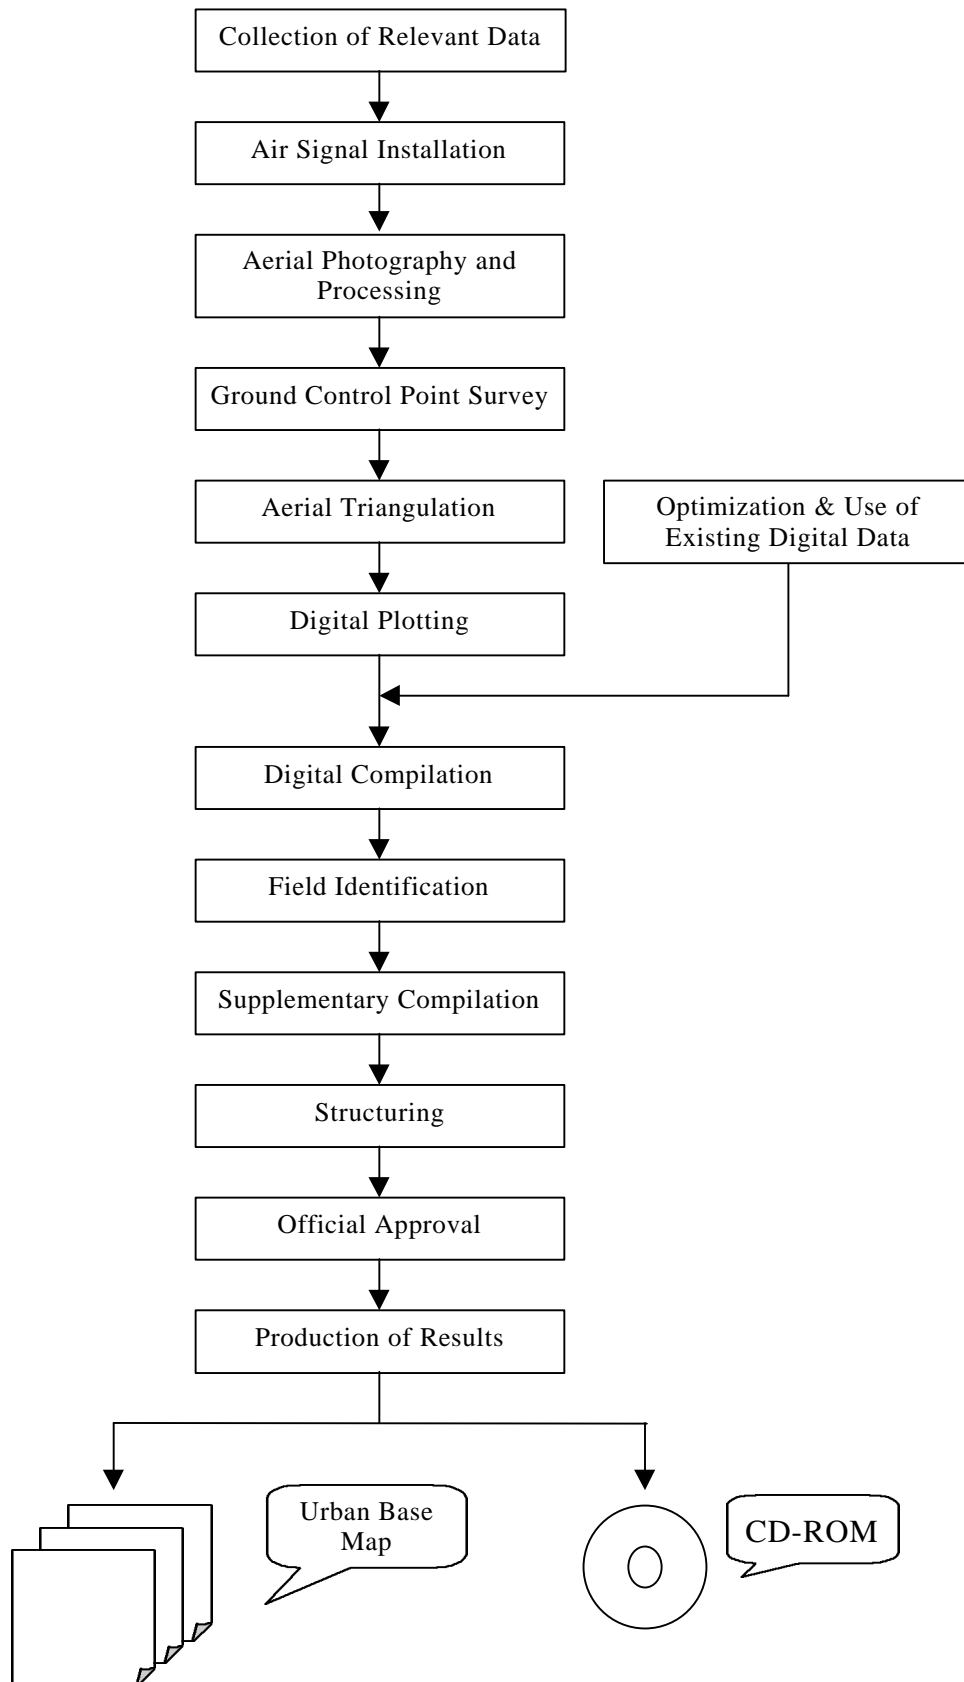 Collection of Relevant Data
Air Signal Installation
Aerial Photography and
Processing
Ground Control Point Survey
Aerial Triangulation
Optimization & Use of
Existing Digital Data
Digital Plotting
Digital Compilation
Field Identification
Supplementary Compilation
Structuring
Official Approval
Production of Results
Urban Base
Map
CD-ROM